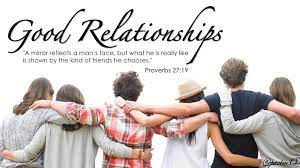 Good Relationships
"A mirror reflects a man's face, but what he is really like
is shown by the kind of friends he chooses."
Proverbs 27:19